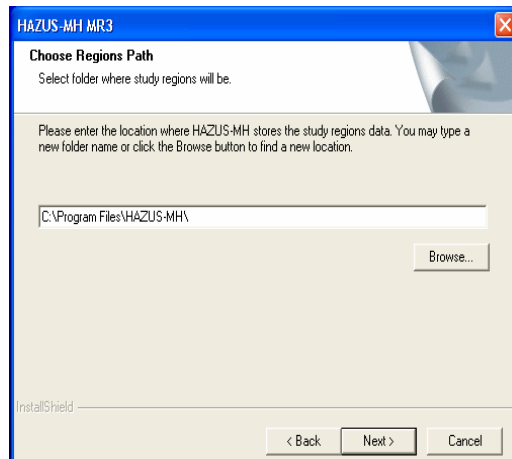 HAZUS-MH MR3
Choose Regions Path
Select folder where study regions will be.
Please enter the location where HAZUS-MH stores the study regions data. You may type a
new folder name or click the Browse button to find a new location.
C:\Program Files\HAZUS-MH\
Browse...
InstallShield
< Back Next > Cancel